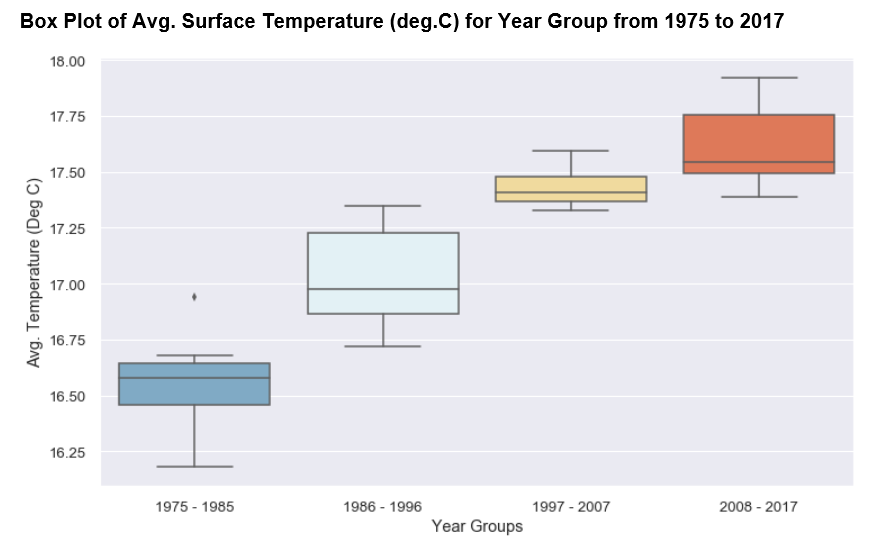 Box Plot of Avg. Surface Temperature (deg.C) for Year Group from 1975 to 2017
18.00
17.75
17.50
17.25
17.00
16.75
16.50
16.25
Avg. Temperature (Deg C)
1975 - 1985
1986 - 1996
1997 - 2007
2008 - 2017
Year Groups